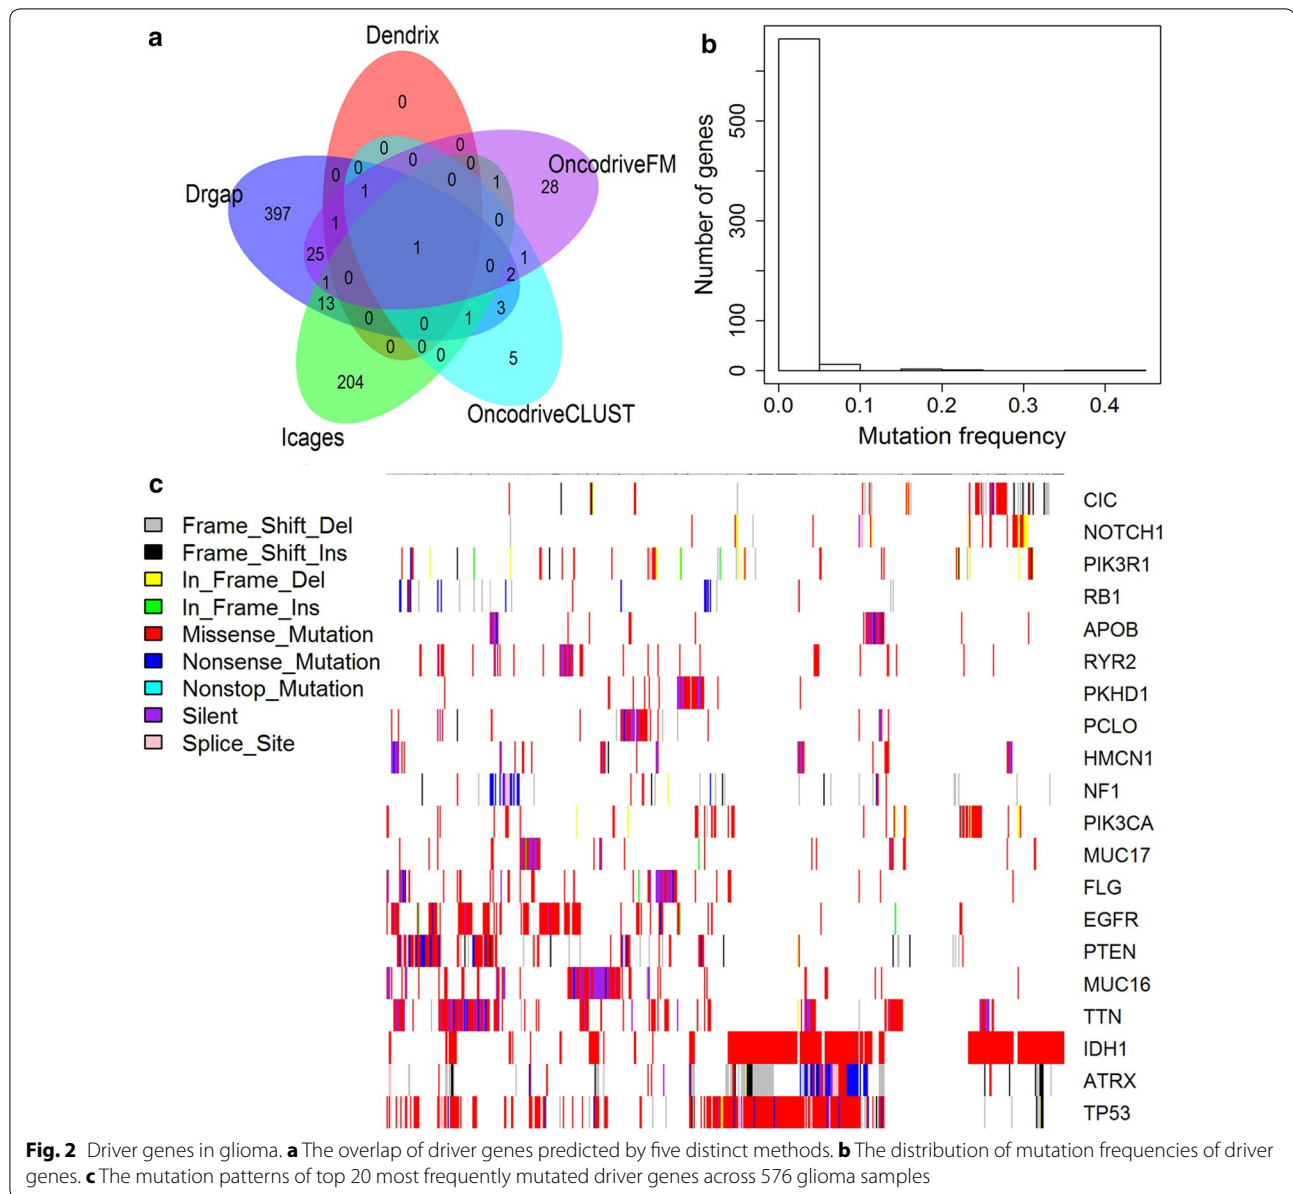 a
Dendrix
0
OncodriveFM
28
Drgap
397
0
0
0
0
0
0
0
1
1
0
1
25
1
0
1
2
1
0
13
3
1
0
0
0
0
0
204
5
OncodriveCLUST
Icages
b
Number of genes
500
300
100
0
0.0 0.1 0.2 0.3 0.4
Mutation frequency
c
Frame_Shift_Del
Frame_Shift_Ins
In_Frame_Del
In_Frame_Ins
Missense_Mutation
Nonsense_Mutation
Nonstop_Mutation
Silent
Splice_Site
CIC
NOTCH1
PIK3R1
RB1
APOB
RYR2
PKHD1
PCLO
HMCN1
NF1
PIK3CA
MUC17
FLG
EGFR
PTEN
MUC16
TTN
IDH1
ATRX
TP53
Fig. 2 Driver genes in glioma. a The overlap of driver genes predicted by five distinct methods. b The distribution of mutation frequencies of driver
genes. c The mutation patterns of top 20 most frequently mutated driver genes across 576 glioma samples